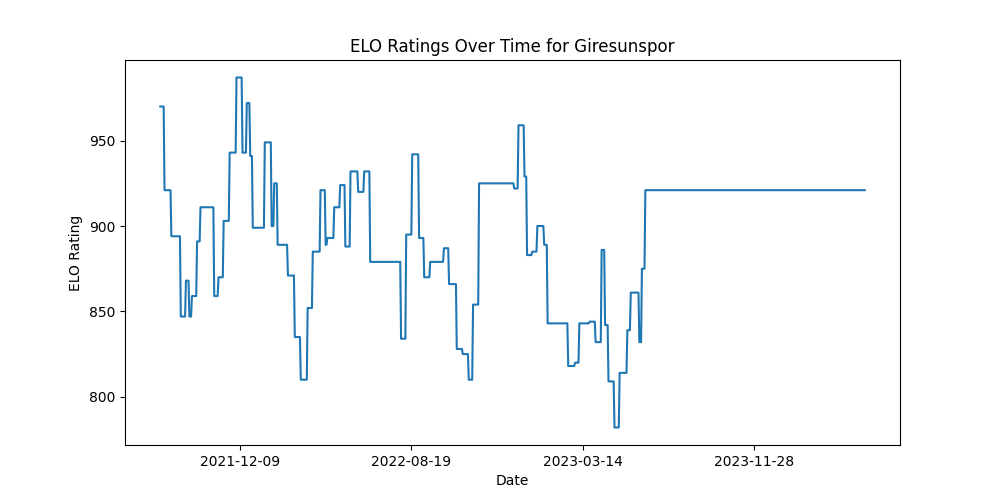 ELO Ratings Over Time for Giresunspor
ELO Rating
950
900
850
800
2021-12-09
2022-08-19
2023-03-14
2023-11-28
Date